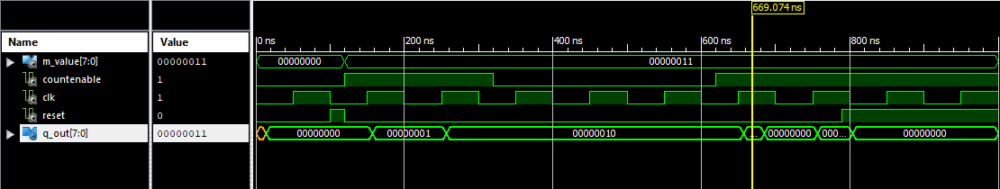 669.074 ns
Name Value 0 ns 200 ns 400 ns 600 ns 800 ns
m_value[7:0] 00000011 00000000 00000011
countenable 1
clk 1
reset 0
q_out[7:0] 00000011 00000000 00000001 00000010 ... 00000000 000... 00000000